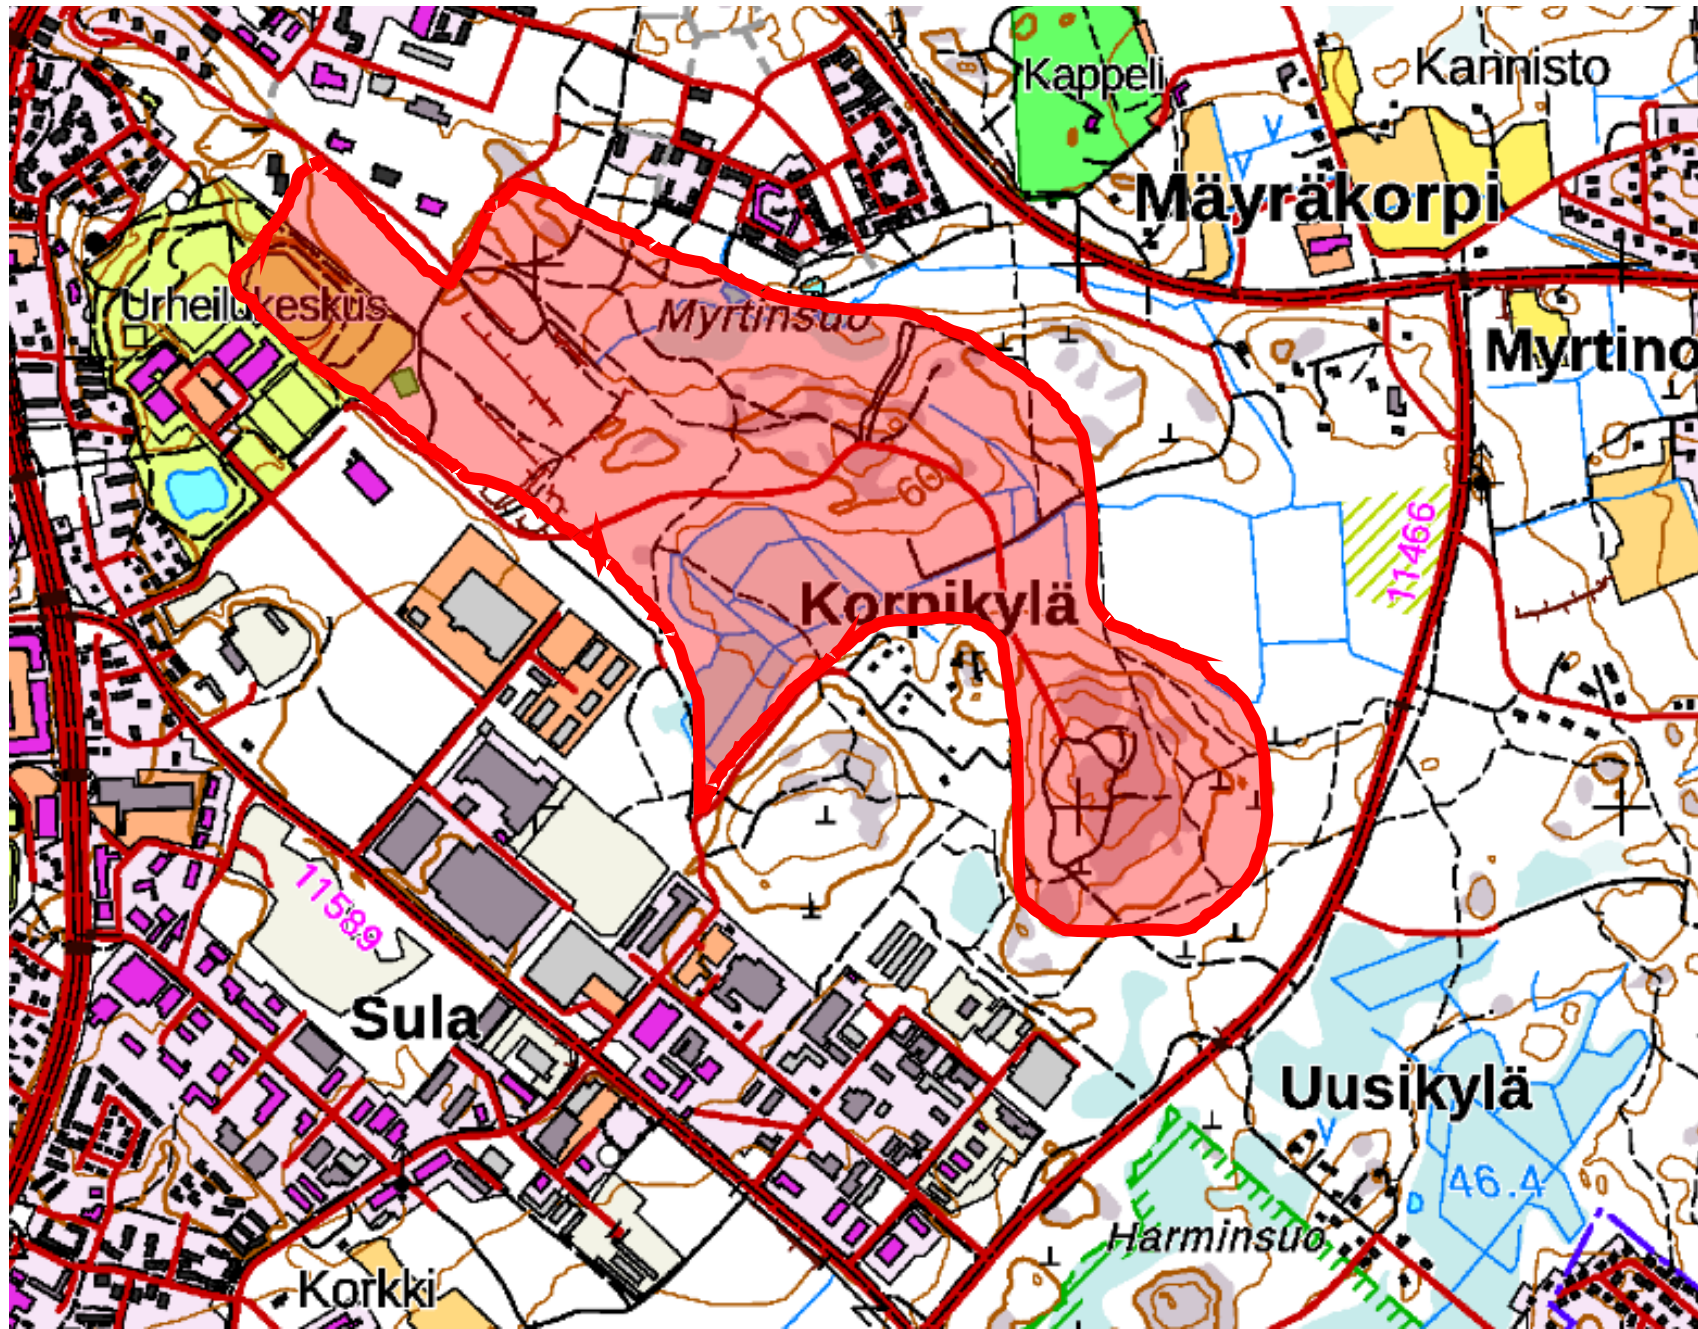 Kappeli
Kannisto
Mäyräkorpi
Urheilukeskus
Myrtinsuo
Myrtino
60
11466
Korpikylä
11589
Sula
Uusikylä
46.4
Harminsuo
Korkki